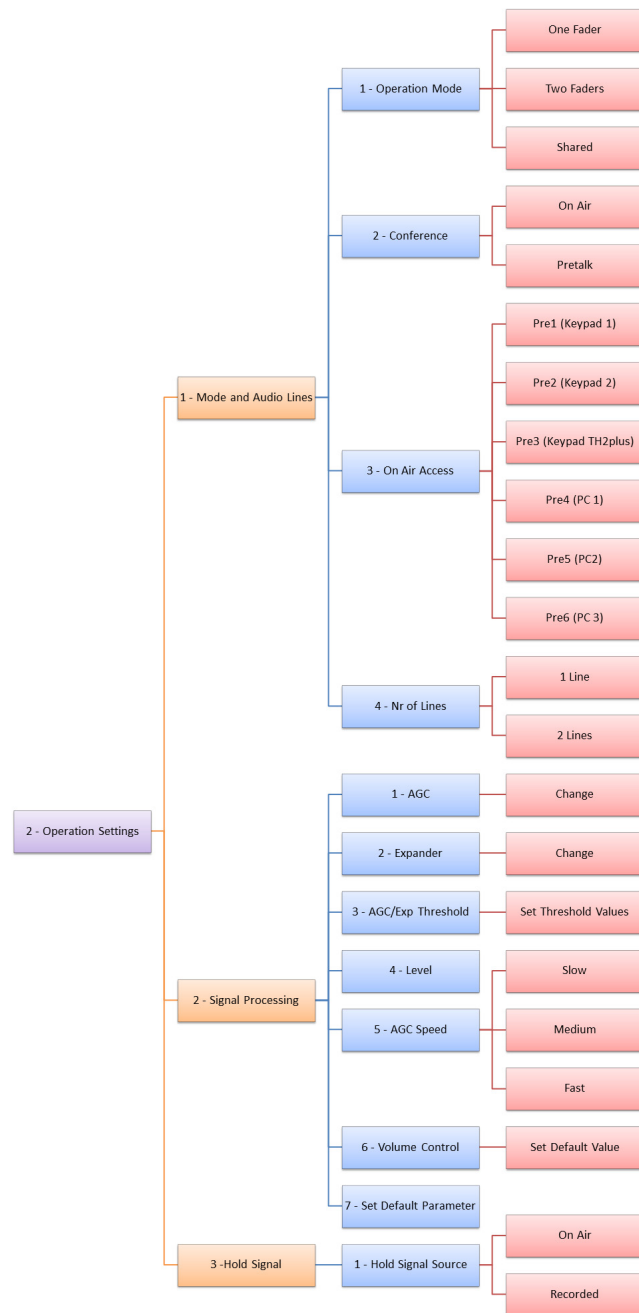 2 - Operation Settings
1 - Mode and Audio Lines
1 - Operation Mode
One Fader
Two Faders
Shared
2 - Conference
On Air
Pretalk
3 - On Air Access
Pre1 (Keypad 1)
Pre2 (Keypad 2)
Pre3 (Keypad TH2plus)
Pre4 (PC 1)
Pre5 (PC2)
Pre6 (PC 3)
4 - Nr of Lines
1 Line
2 Lines
2 - Signal Processing
1 - AGC
Change
2 - Expander
Change
3 - AGC/Exp Threshold
Set Threshold Values
4 - Level
5 - AGC Speed
Slow
Medium
Fast
6 - Volume Control
Set Default Value
7 - Set Default Parameter
3 -Hold Signal
1 - Hold Signal Source
On Air
Recorded